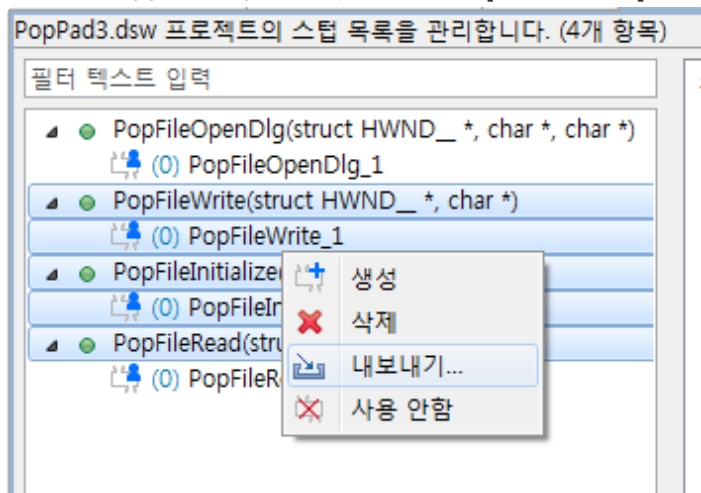 PopPad3.dsw 프로젝트의 스텁 목록을 관리합니다. (4개 항목)
필터 텍스트 입력
PopFileOpenDlg(struct HWND__ *, char *, char *)
(0) PopFileOpenDlg_1
PopFileWrite(struct HWND__ *, char *)
(0) PopFileWrite_1
PopFileInitialize(
(0) PopFileIn
PopFileRead(stru
(0) PopFileR
생성
삭제
내보내기...
사용 안함